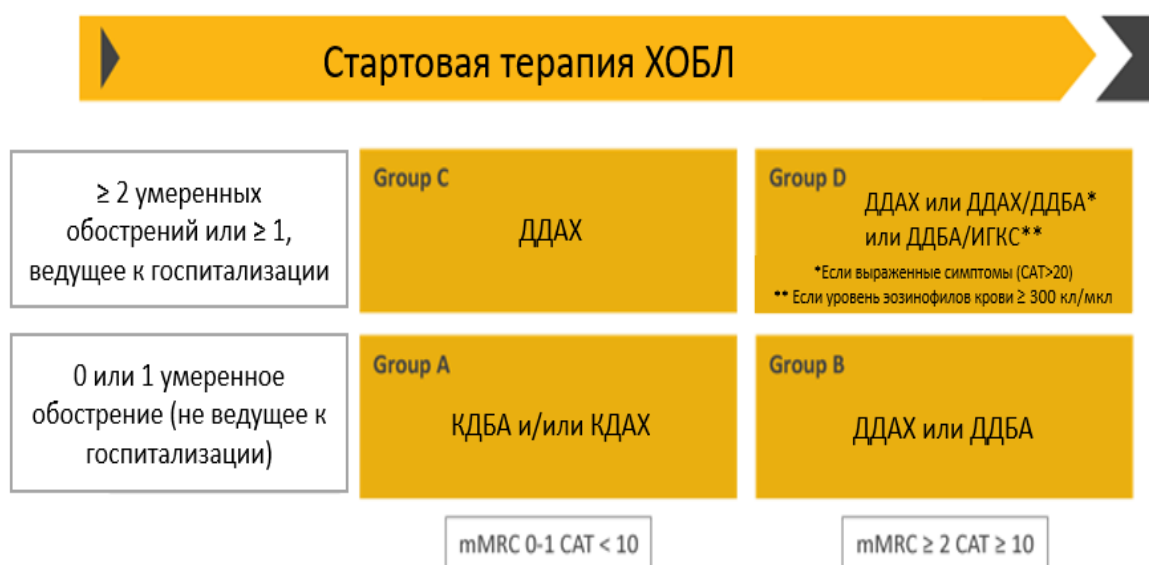 Стартовая терапия ХОБЛ
≥ 2 умеренных
обострений или ≥ 1,
ведущее к госпитализации
Group C
ДДАХ
Group D
ДДАХ или ДДАХ/ДДБА*
или ДДБА/ИГКС**
*Если выраженные симптомы (CAT>20)
** Если уровень эозинофилов крови ≥ 300 кл/мкл
0 или 1 умеренное
обострение (не ведущее к
госпитализации)
Group A
КДБА и/или КДАХ
Group B
ДДАХ или ДДБА
mMRC 0-1 CAT < 10
mMRC ≥ 2 CAT ≥ 10